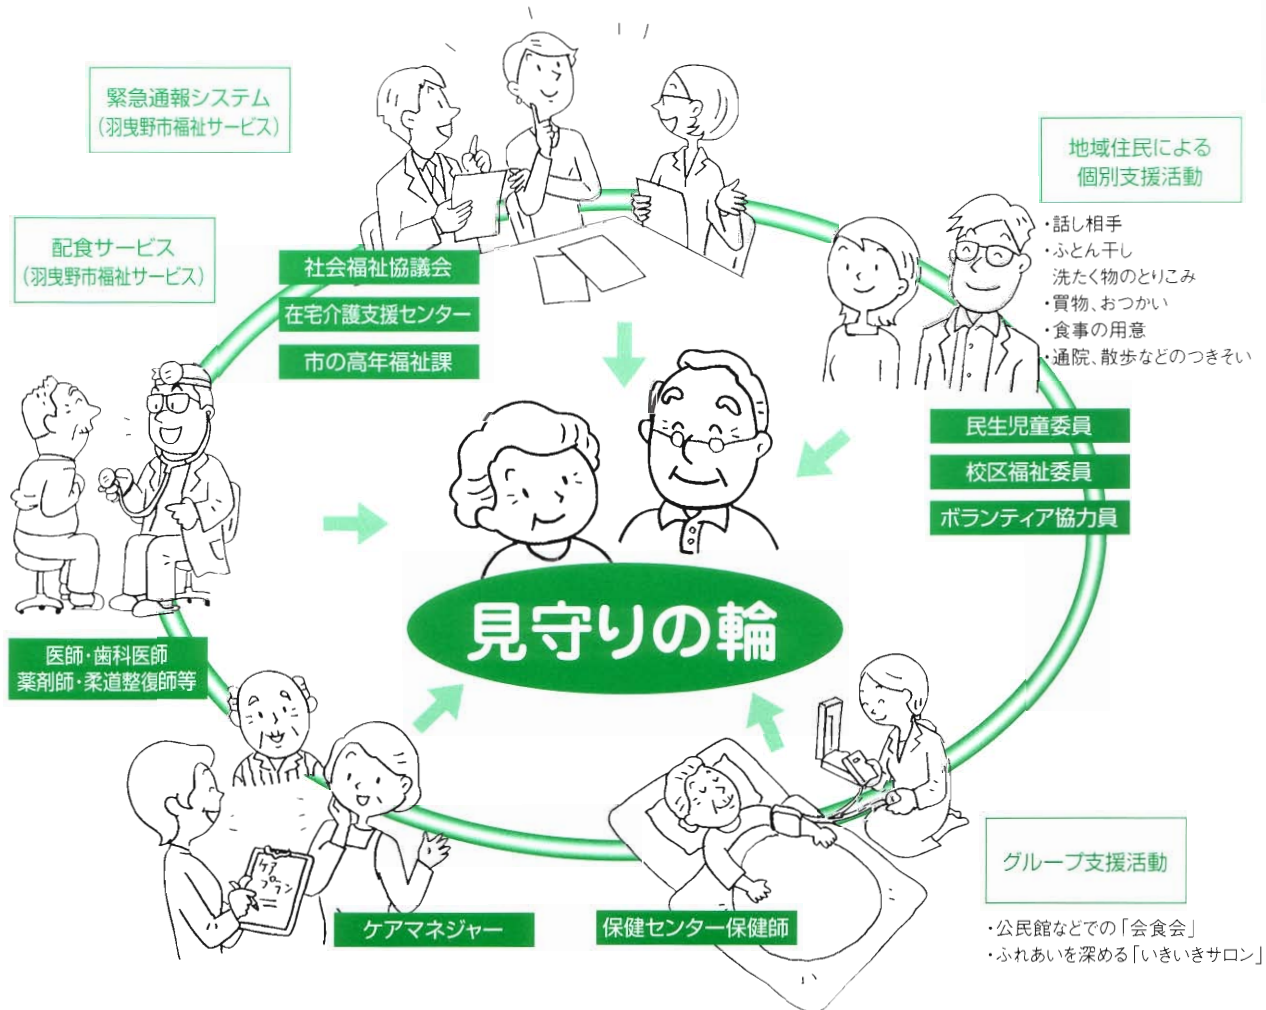 緊急通報システム
(羽曳野市福祉サービス)
配食サービス
(羽曳野市福祉サービス)
社会福祉協議会
在宅介護支援センター
市の高年福祉課
地域住民による
個別支援活動
・話し相手
・ふとん干し
洗たく物のとりこみ
・買物、おつかい
・食事の用意
・通院、散歩などのつきそい
民生児童委員
校区福祉委員
ボランティア協力員
見守りの輪
医師・歯科医師
薬剤師・柔道整復師等
ケア
プラン
ケアマネジャー
保健センター保健師
グループ支援活動
・公民館などでの「会食会」
・ふれあいを深める「いきいきサロン」